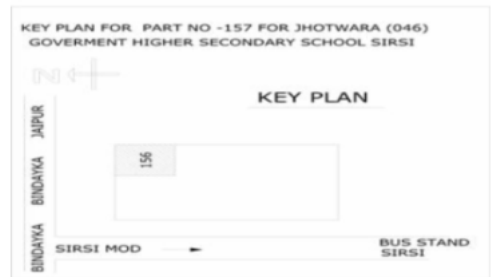 KEY PLAN FOR PART NO -157 FOR JHOTWARA (046)
GOVERMENT HIGHER SECONDARY SCHOOL SIRSI
N
KEY PLAN
JAIPUR
BINDAYKA
BINDAYKA
156
SIRSI MOD
BUS STAND
SIRSI